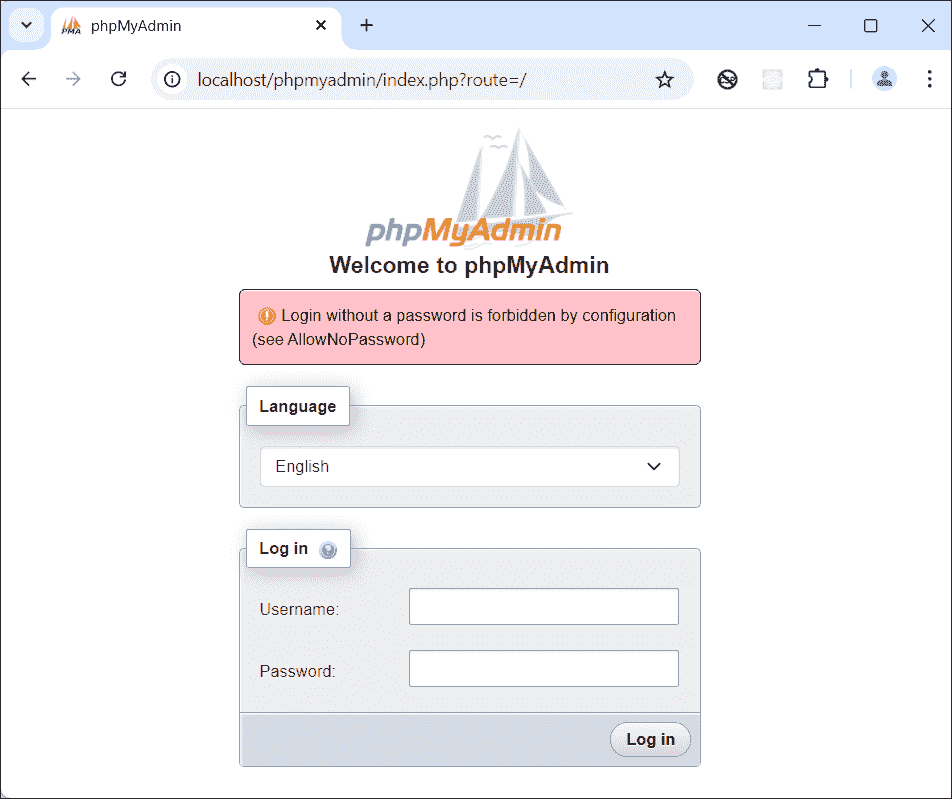 phpMyAdmin
localhost/phpmyadmin/index.php?route=/
phpMyAdmin
Welcome to phpMyAdmin
Login without a password is forbidden by configuration
(see AllowNoPassword)
Language
English
Log in
Username:
Password:
Log in